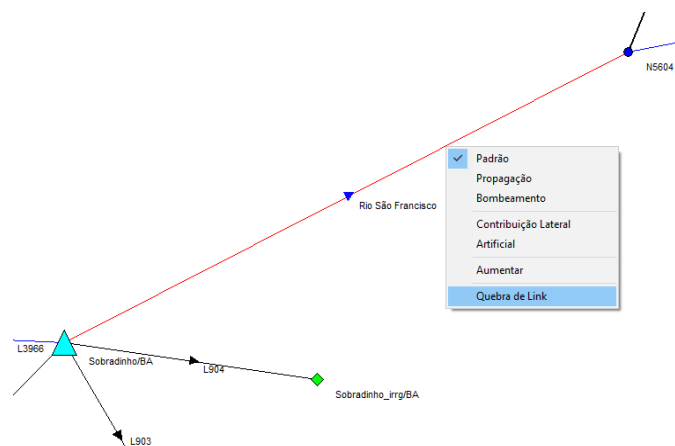 N5604
Padrão
Propagação
Bombeamento
Rio São Francisco
Contribuição Lateral
Artificial
Aumentar
Quebra de Link
L3966
Sobradinho/BA
L904
Sobradinho_irrg/BA
L903